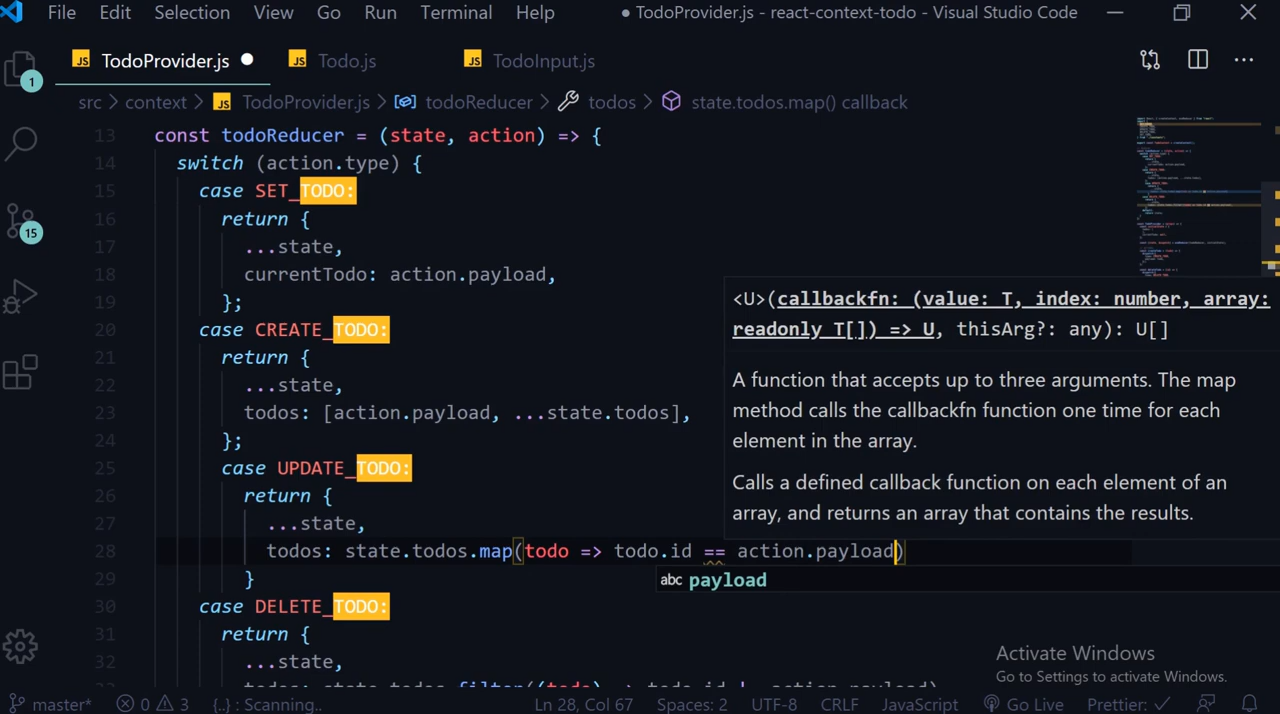 File Edit Selection View Go Run Terminal Help ● TodoProvider.js - react-context-todo - Visual Studio Code
JS TodoProvider.js ● JS Todo.js JS TodoInput.js
1
15
src > context > JS TodoProvider.js > todoReducer > todos > state.todos.map() callback
13 const todoReducer = (state, action) => {
14 switch (action.type) {
15 case SET_TODO:
16 return {
17 ...state,
18 currentTodo: action.payload,
19 };
20 case CREATE_TODO:
21 return {
22 ...state,
23 todos: [action.payload, ...state.todos],
24 };
25 case UPDATE_TODO:
26 return {
27 ...state,
28 todos: state.todos.map(todo => todo.id == action.payload)
29 }
30 case DELETE_TODO:
31 return {
32 ...state,
<U>(callbackfn: (value: T, index: number, array:
readonly T[]) => U, thisArg?: any): U[]
A function that accepts up to three arguments. The map
method calls the callbackfn function one time for each
element in the array.
Calls a defined callback function on each element of an
array, and returns an array that contains the results.
abc payload
Activate Windows
Go to Settings to activate Windows.
master* 0 3 {..} : Scanning.. Ln 28, Col 67 Spaces: 2 UTF-8 CRLF JavaScript Go Live Prettier: ✓